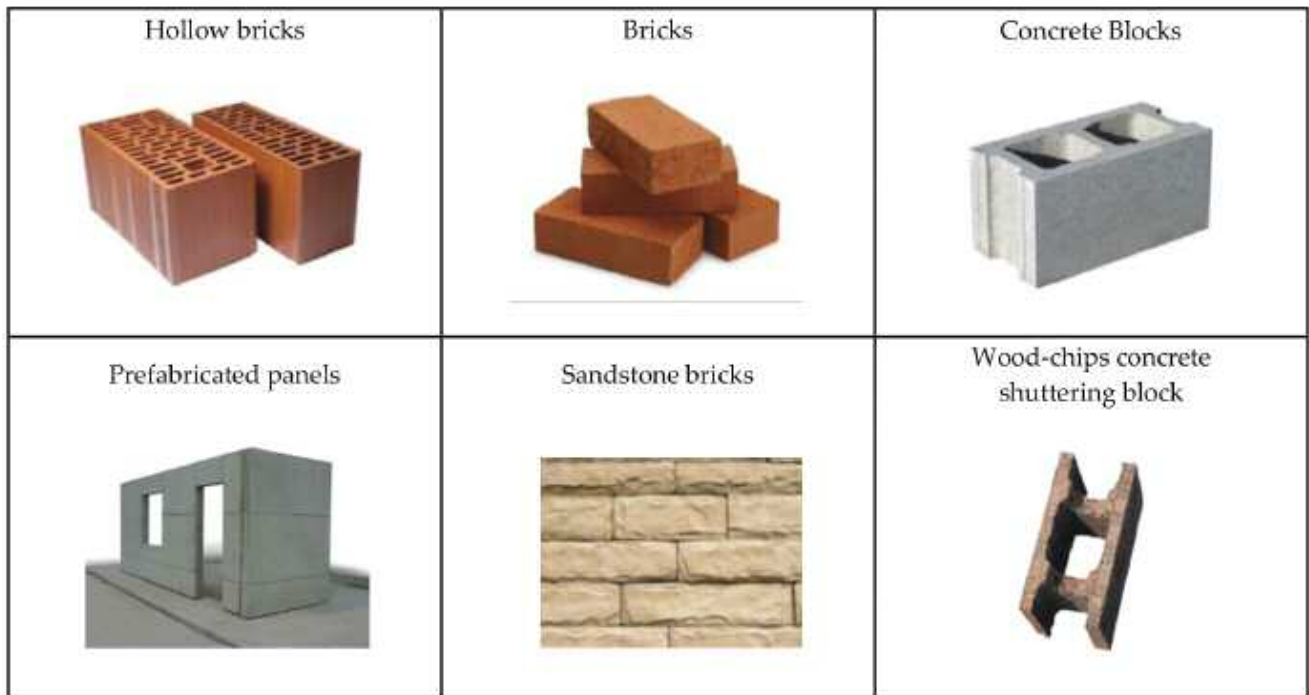 Hollow bricks
Bricks
Concrete Blocks
Prefabricated panels
Sandstone bricks
Wood-chips concrete
shuttering block